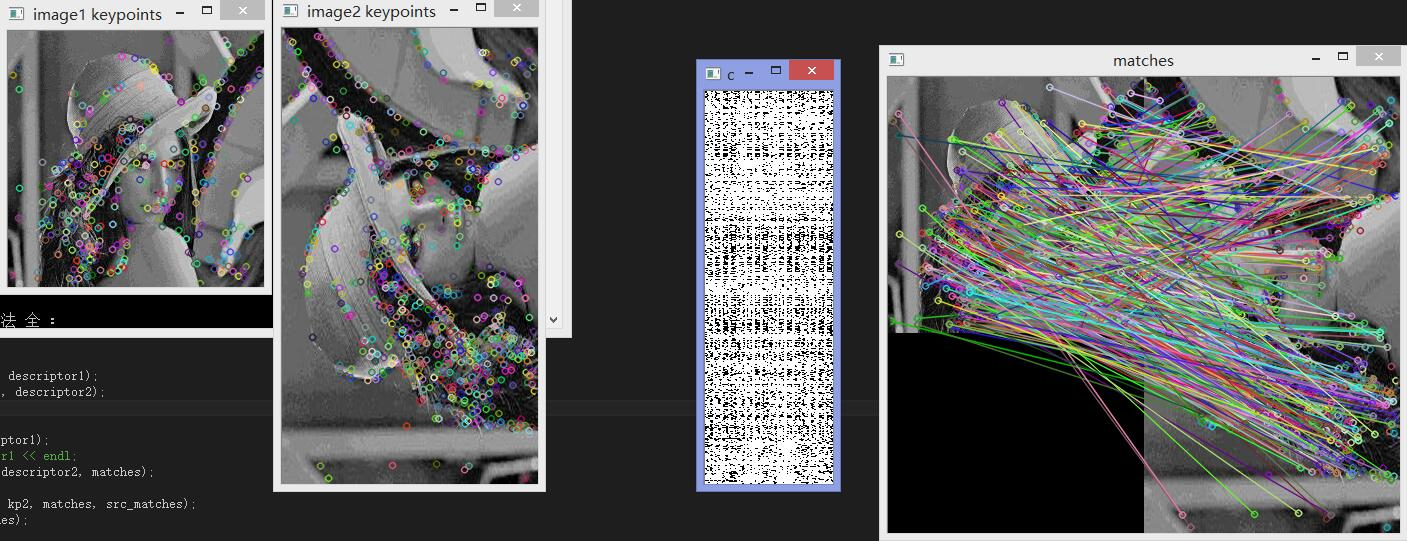 image1 keypoints
image2 keypoints
c
matches
法 全 :
descriptor1);
, descriptor2);
ptor1);
r1 << endl;
descriptor2, matches);
kp2, matches, src_matches);
es);